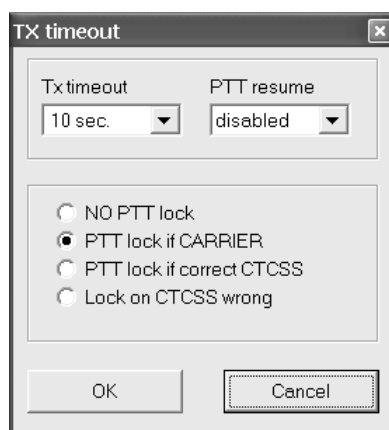 TX timeout
Tx timeout PTT resume
10 sec. disabled
NO PTT lock
PTT lock if CARRIER
PTT lock if correct CTCSS
Lock on CTCSS wrong
OK Cancel